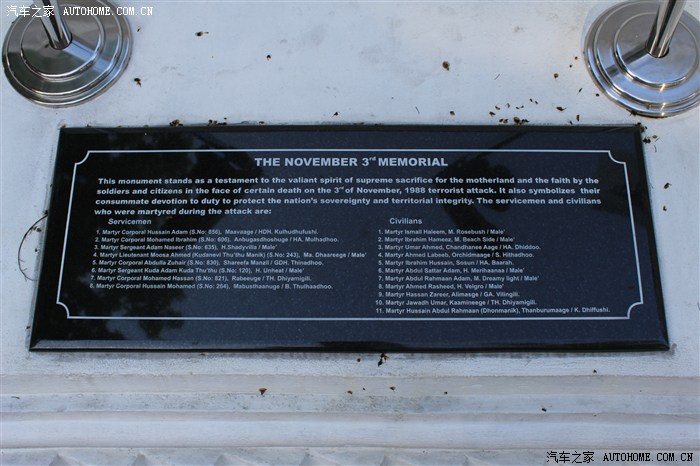 汽车之家 AUTOHOME.COM.CN
THE NOVEMBER 3rd MEMORIAL
This monument stands as a testament to the valiant spirit of supreme sacrifice for the motherland and the faith by the
soldiers and citizens in the face of certain death on the 3rd of November, 1988 terrorist attack. It also symbolizes their
consummate devotion to duty to protect the nation's sovereignty and territorial integrity. The servicemen and civilians
who were martyred during the attack are:
Servicemen
1. Martyr Corporal Hussain Adam (S.No: 856), Maavaage / HDH. Kulhudhufushi.
2. Martyr Corporal Mohamed Ibrahim (S.No: 606), Anbugasdhoshuge / HA. Mulhadhoo.
3. Martyr Sergeant Adam Naseer (S.No: 635), H.Shadyvilla / Male'
4. Martyr Lieutenant Moosa Ahmed (Kudanevi Thu'thu Manik) (S.No: 243), Ma. Dhaareege / Male'
5. Martyr Corporal Abdulla Zuhair (S.No: 835), Shareefa Manzil / GDH. Thinadhoo.
6. Martyr Sergeant Kuda Adam Kuda Thu'thu (S.No: 120), H. Unheat / Male'
7. Martyr Corporal Mohamed Hassan (S.No: 621), Rabeeuge / TH. Dhiyamigili.
8. Martyr Corporal Hussain Mohamed (S.No: 264), Mabusthaanuge / B. Thulhaadhoo.
Civilians
1. Martyr Ismail Haleem, M. Rosebush / Male'
2. Martyr Ibrahim Hameez, M. Beach Side / Male'
3. Martyr Umar Ahmed, Chandhanee Aage / HA. Dhiddoo.
4. Martyr Ahmed Labeeb, Orchidmaage / S. Hithadhoo.
5. Martyr Ibrahim Hussain, Sosun / HA. Baarah.
6. Martyr Abdul Sattar Adam, H. Merihaanaa / Male'
7. Martyr Abdul Rahmaan Adam, M. Dreamy light / Male'
8. Martyr Ahmed Rasheed, H. Velgro / Male'
9. Martyr Hassan Zareer, Alimasge / GA. Vilingili.
10. Martyr Jawadh Umar, Kaamineege / TH. Dhiyamigili.
11. Martyr Hussain Abdul Rahmaan (Dhonmanik), Thanburumaage / K. Dhiffushi.
汽车之家 AUTOHOME.COM.CN